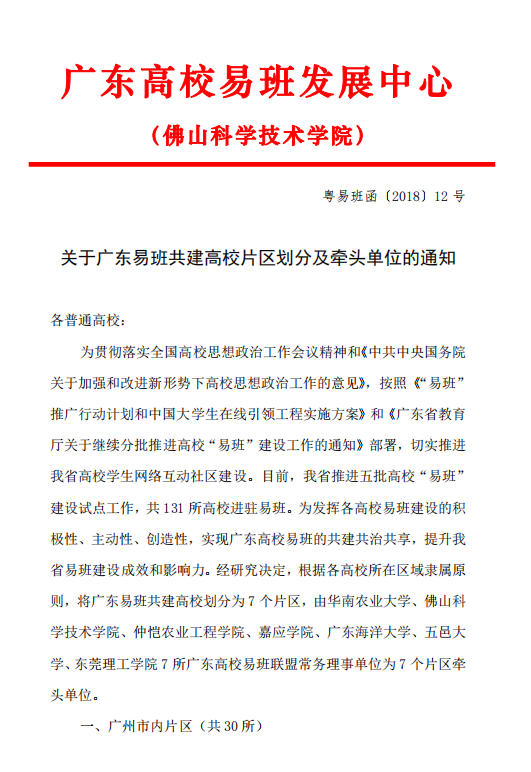 广东高校易班发展中心
（佛山科学技术学院）
粤易班函〔2018〕12 号
关于广东易班共建高校片区划分及牵头单位的通知
各普通高校：
为贯彻落实全国高校思想政治工作会议精神和《中共中央国务院
关于加强和改进新形势下高校思想政治工作的意见》，按照《“易班”
推广行动计划和中国大学生在线引领工程实施方案》和《广东省教育
厅关于继续分批推进高校“易班”建设工作的通知》部署，切实推进
我省高校学生网络互动社区建设。目前，我省推进五批高校“易班”
建设试点工作，共 131 所高校进驻易班。为发挥各高校易班建设的积
极性、主动性、创造性，实现广东高校易班的共建共治共享，提升我
省易班建设成效和影响力。经研究决定，根据各高校所在区域隶属原
则，将广东易班共建高校划分为 7 个片区，由华南农业大学、佛山科
学技术学院、仲恺农业工程学院、嘉应学院、广东海洋大学、五邑大
学、东莞理工学院 7 所广东高校易班联盟常务理事单位为 7 个片区牵
头单位。
一、广州市内片区（共 30 所）